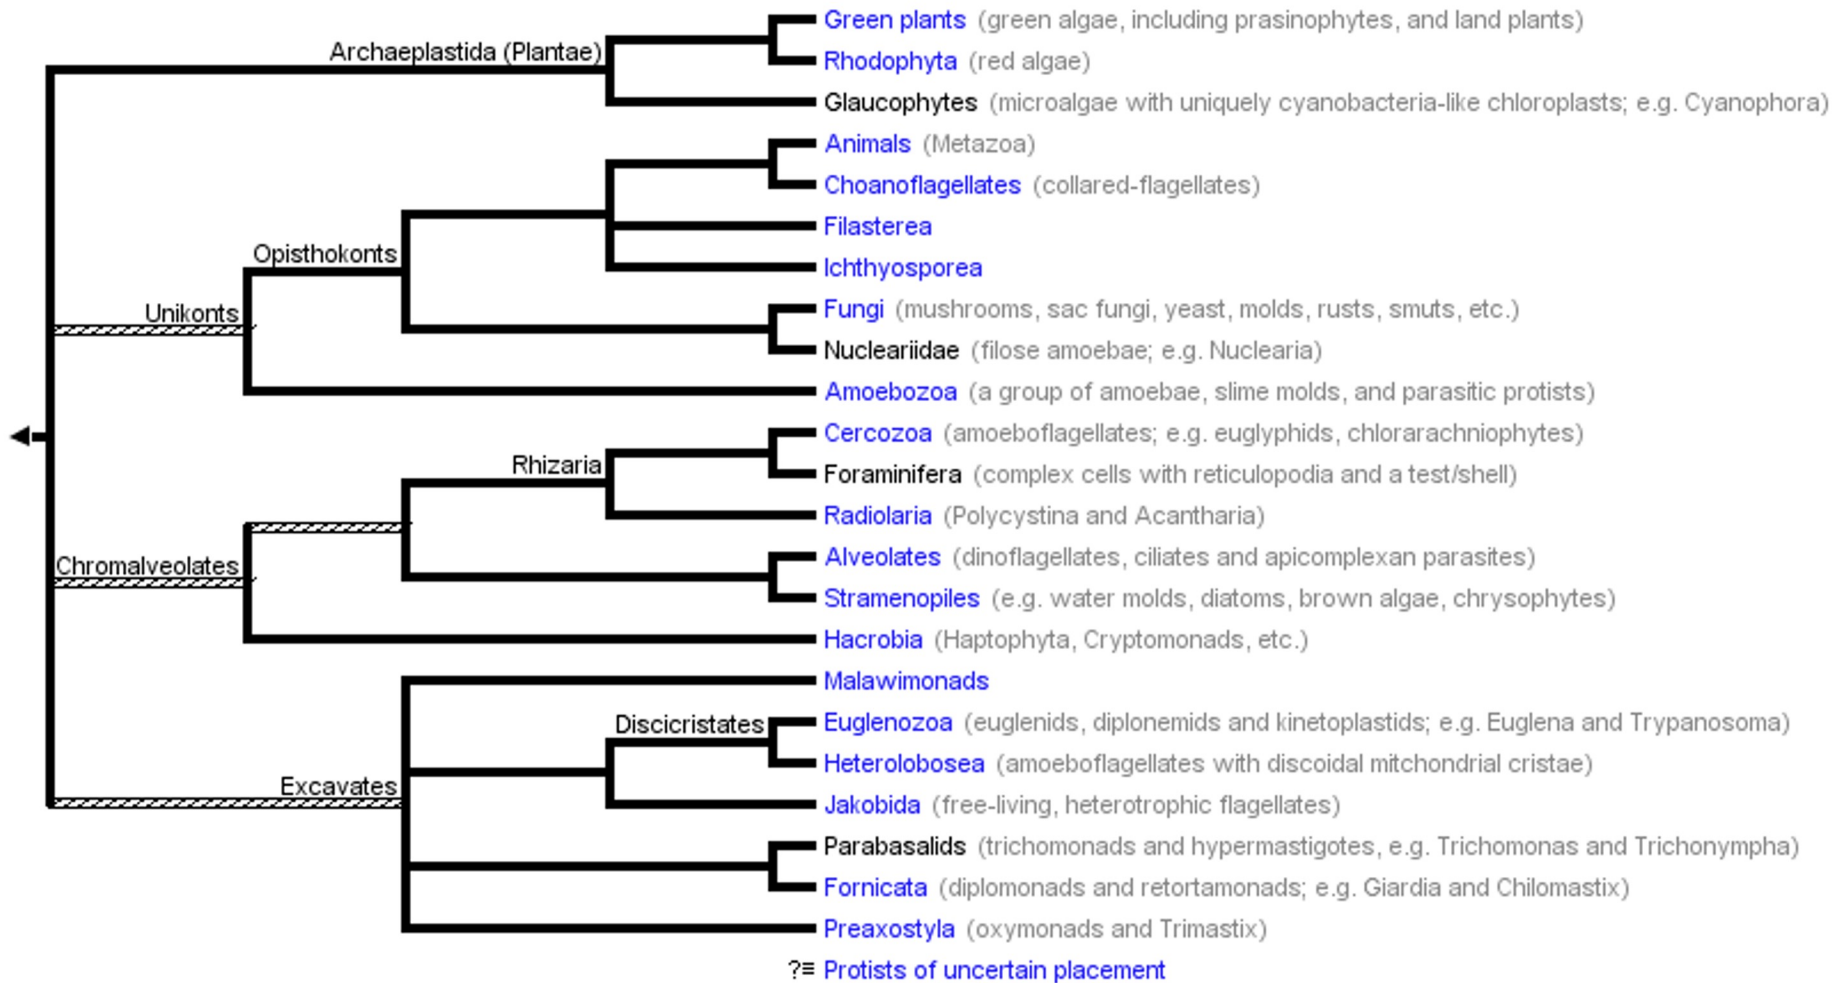 Green plants (green algae, including prasinophytes, and land plants)
Archaeplastida (Plantae)
Rhodophyta (red algae)
Glaucophytes (microalgae with uniquely cyanobacteria-like chloroplasts; e.g. Cyanophora)
Animals (Metazoa)
Choanoflagellates (collared-flagellates)
Filasterea
Opisthokonts
Ichthyosporea
Unikonts
Fungi (mushrooms, sac fungi, yeast, molds, rusts, smuts, etc.)
Nucleariidae (filose amoebae; e.g. Nuclearia)
Amoebozoa (a group of amoebae, slime molds, and parasitic protists)
Cercozoa (amoeboflagellates; e.g. euglyphids, chlorarachniophytes)
Rhizaria
Foraminifera (complex cells with reticulopodia and a test/shell)
Radiolaria (Polycystina and Acantharia)
Alveolates (dinoflagellates, ciliates and apicomplexan parasites)
Chromalveolates
Stramenopiles (e.g. water molds, diatoms, brown algae, chrysophytes)
Hacrobia (Haptophyta, Cryptomonads, etc.)
Malawimonads
Discicristates
Euglenozoa (euglenids, diplonemids and kinetoplastids; e.g. Euglena and Trypanosoma)
Heterolobosea (amoeboflagellates with discoidal mitchondrial cristae)
Excavates
Jakobida (free-living, heterotrophic flagellates)
Parabasalids (trichomonads and hypermastigotes, e.g. Trichomonas and Trichonympha)
Fornicata (diplomonads and retortamonads; e.g. Giardia and Chilomastix)
Preaxostyla (oxymonads and Trimastix)
?≡ Protists of uncertain placement